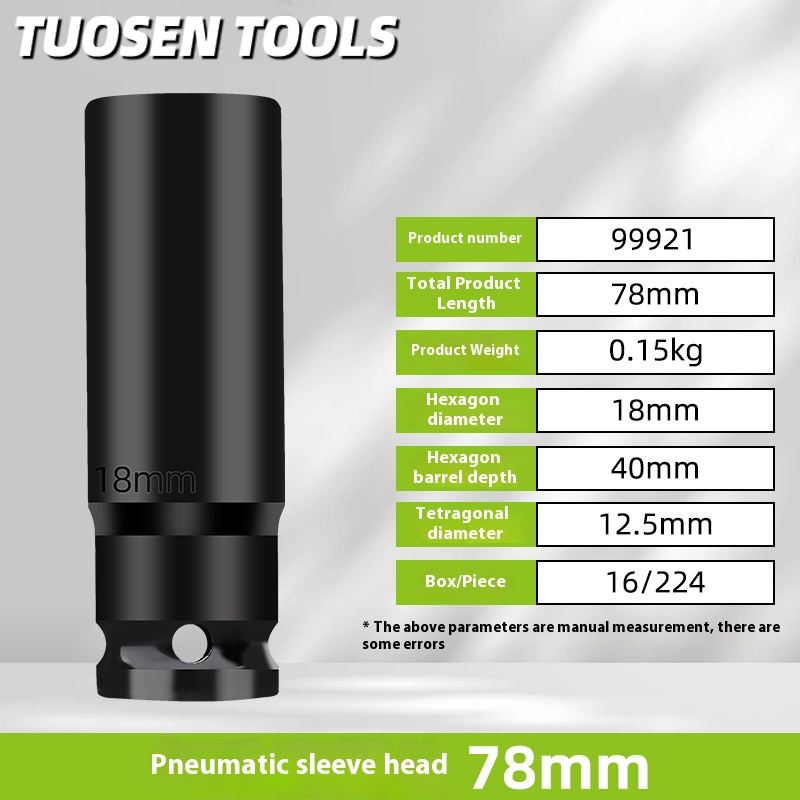 TUOSEN TOOLS
18mm
Product number 99921
Total Product
Length 78mm
Product Weight 0.15kg
Hexagon
diameter 18mm
Hexagon
barrel depth 40mm
Tetragonal
diameter 12.5mm
Box/Piece 16/224
* The above parameters are manual measurement, there are
some errors
Pneumatic sleeve head 78mm